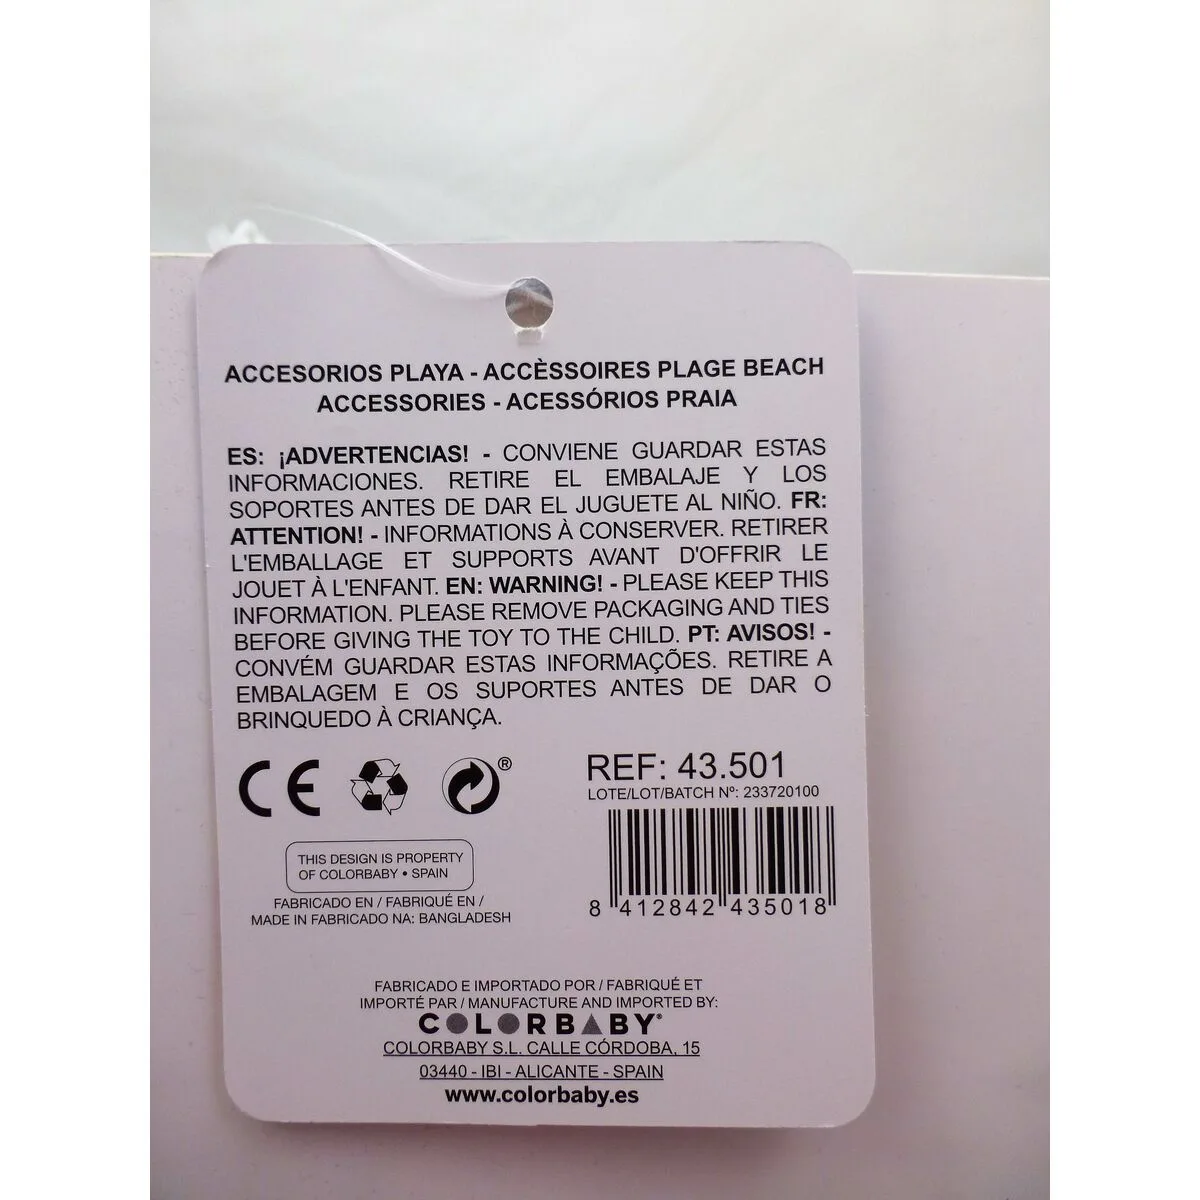 ACCESORIOS PLAYA - ACCÈSSOIRES PLAGE BEACH
ACCESSORIES - ACESSÓRIOS PRAIA
ES: ¡ADVERTENCIAS! - CONVIENE GUARDAR ESTAS
INFORMACIONES. RETIRE EL EMBALAJE Y LOS
SOPORTES ANTES DE DAR EL JUGUETE AL NIÑO. FR:
ATTENTION! - INFORMATIONS À CONSERVER. RETIRER
L'EMBALLAGE ET SUPPORTS AVANT D'OFFRIR LE
JOUET À L'ENFANT. EN: WARNING! - PLEASE KEEP THIS
INFORMATION. PLEASE REMOVE PACKAGING AND TIES
BEFORE GIVING THE TOY TO THE CHILD. PT: AVISOS! -
CONVÉM GUARDAR ESTAS INFORMAÇÕES. RETIRE A
EMBALAGEM E OS SUPORTES ANTES DE DAR O
BRINQUEDO À CRIANÇA.
CE ®
REF: 43.501
LOTE/LOT/BATCH Nº: 233720100
8 412842 435018
THIS DESIGN IS PROPERTY
OF COLORBABY • SPAIN
FABRICADO EN / FABRIQUÉ EN /
MADE IN FABRICADO NA: BANGLADESH
FABRICADO E IMPORTADO POR / FABRIQUÉ ET
IMPORTÉ PAR / MANUFACTURE AND IMPORTED BY:
COLORBABY®
COLORBABY S.L. CALLE CÓRDOBA, 15
03440 - IBI - ALICANTE - SPAIN
www.colorbaby.es